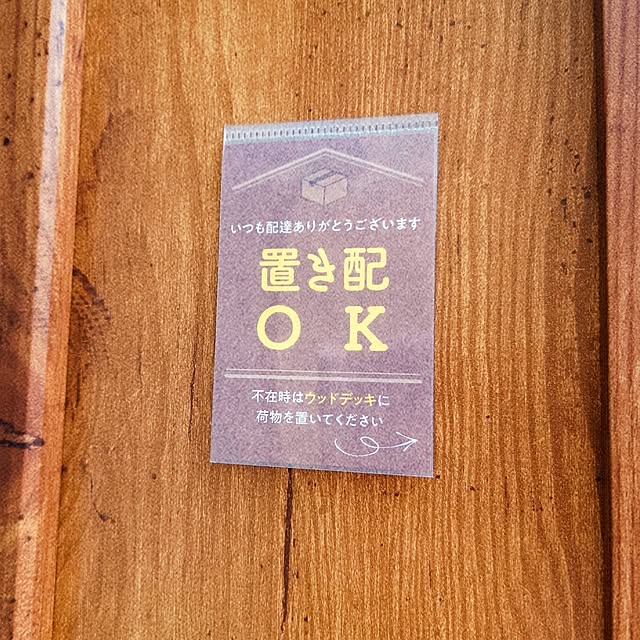 いつも配達ありがとうございます
置き配
OK
不在時はウッドデッキに
荷物を置いてください